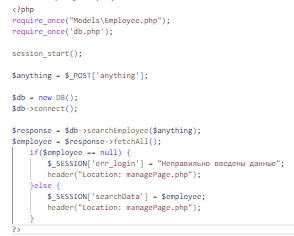 <?php
require_once("Models\Employee.php");
require_once('db.php');
session_start();
$anything = $_POST['anything'];
$db = new DB();
$db->connect();
$response = $db->searchEmployee($anything);
$employee = $response->fetchAll();
if($employee == null) {
$_SESSION['err_login'] = "Неправильно введены данные";
header("Location: managePage.php");
}else {
$_SESSION['searchData'] = $employee;
header("Location: managePage.php");
}
?>